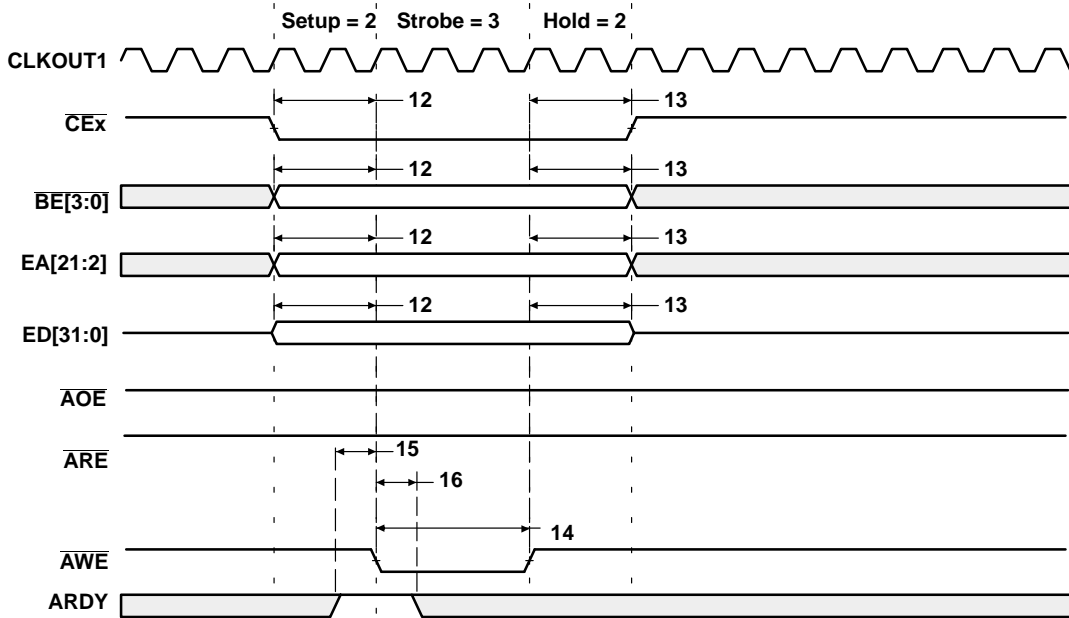 Setup = 2 Strobe = 3 Hold = 2
CLKOUT1
12 13
CEx
12 13
BE[3:0]
12 13
EA[21:2]
12 13
ED[31:0]
AOE
15
ARE
16
14
AWE
ARDY